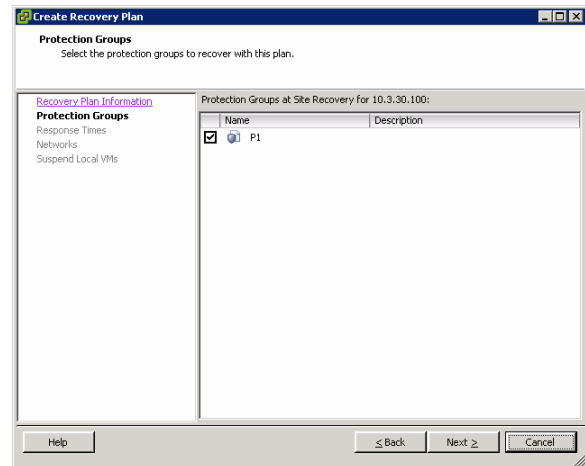 Create Recovery Plan
Protection Groups
Select the protection groups to recover with this plan.
Recovery Plan Information
Protection Groups
Response Times
Networks
Suspend Local VMs
Protection Groups at Site Recovery for 10.3.30.100:
Name Description
P1
Help ≤ Back Next ≥ Cancel